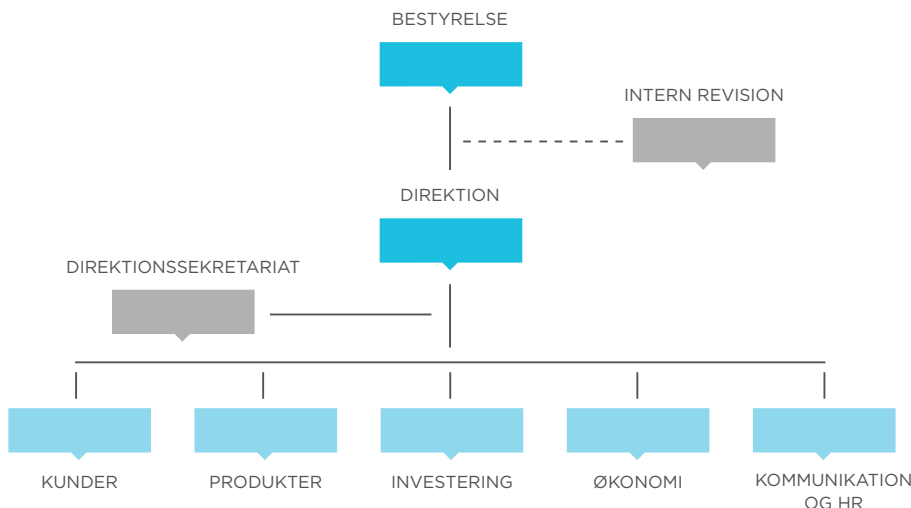 BESTYRELSE
INTERN REVISION
DIREKTION
DIREKTIONSSEKRETARIAT
KUNDER
PRODUKTER
INVESTERING
ØKONOMI
KOMMUNIKATION
OG HR